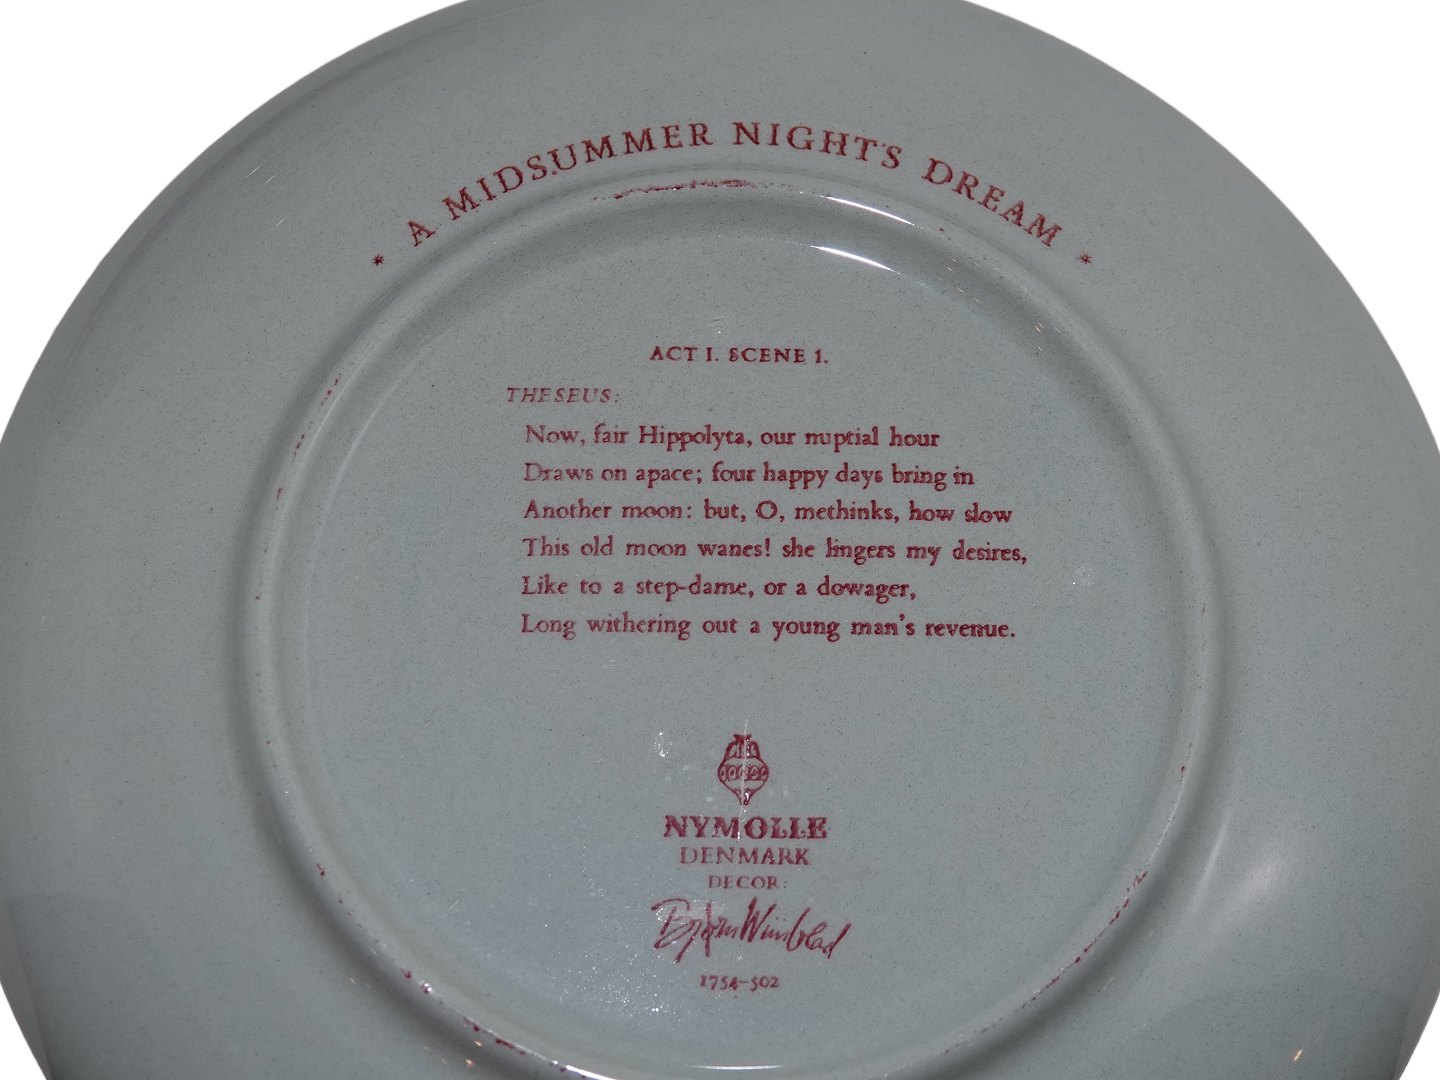 * A MIDSUMMER NIGHT'S DREAM *
ACT I. SCENE 1.
THESEUS:
Now, fair Hippolyta, our nuptial hour
Draws on apace; four happy days bring in
Another moon: but, O, methinks, how slow
This old moon wanes! she lingers my desires,
Like to a step-dame, or a dowager,
Long withering out a young man's revenue.
NYMOLLE
DENMARK
DECOR:
Bjørn Wiinblad
1754-502